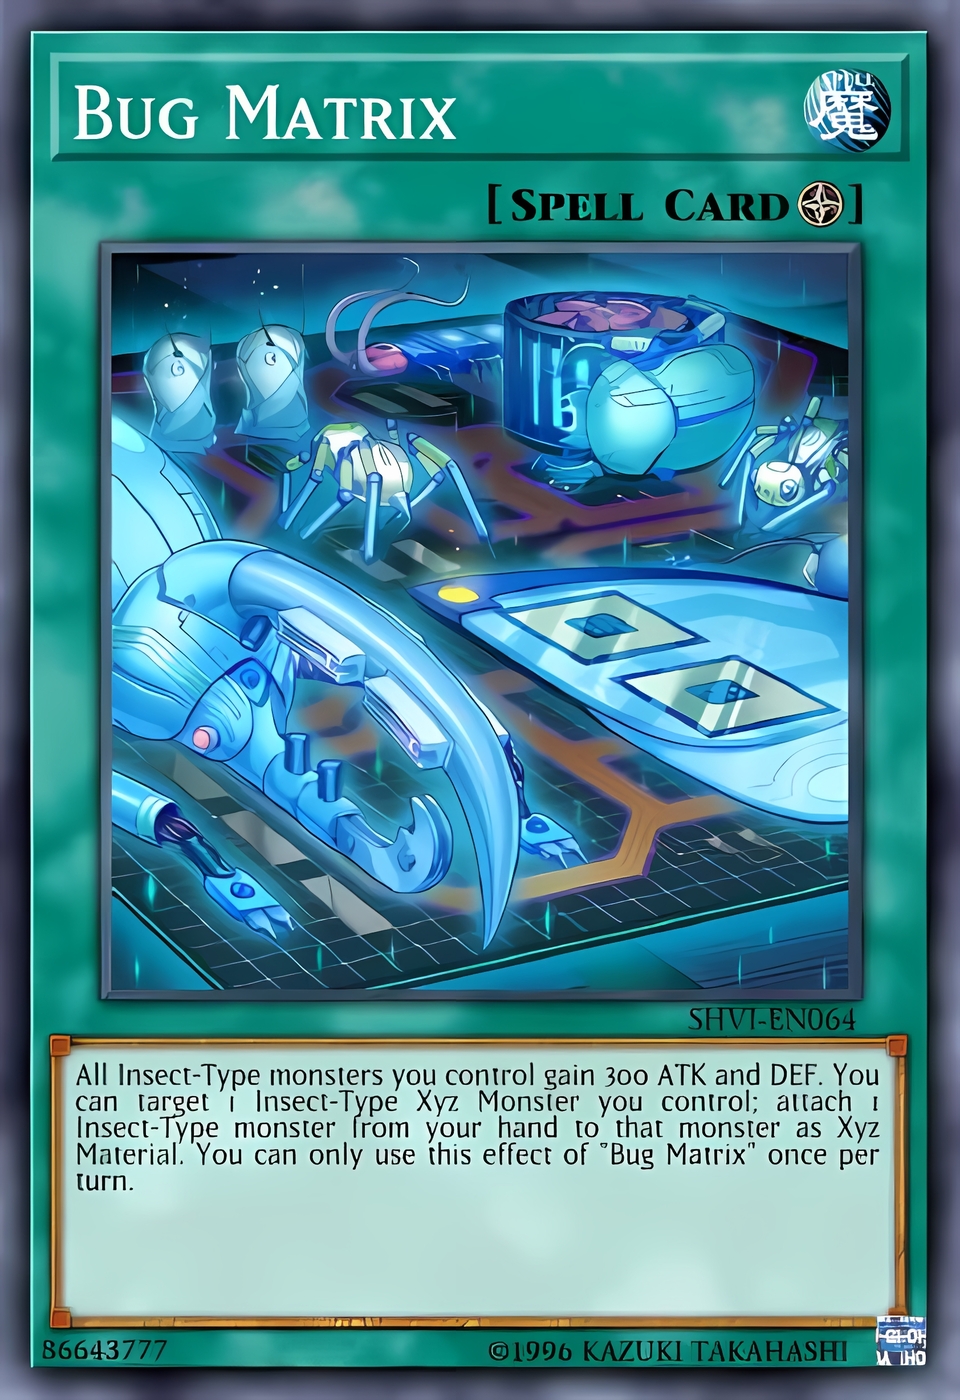 Bug Matrix
魔
[Spell Card]
SHVI-EN064
All Insect-Type monsters you control gain 300 ATK and DEF. You
can target 1 Insect-Type Xyz Monster you control; attach 1
Insect-Type monster from your hand to that monster as Xyz
Material. You can only use this effect of "Bug Matrix" once per
turn.
86643777
©1996 KAZUKI TAKAHASHI